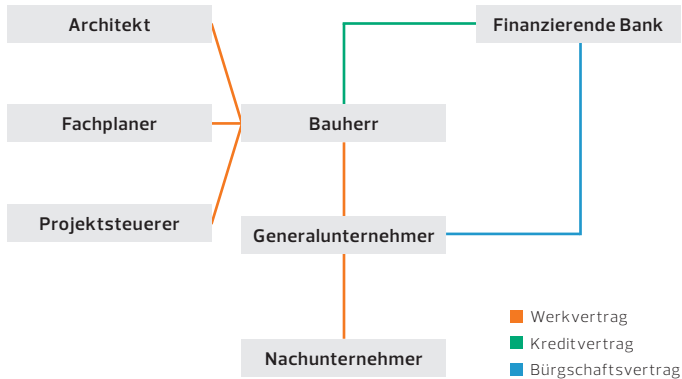 Architekt
Finanzierende Bank
Fachplaner
Bauherr
Projektsteuerer
Generalunternehmer
Nachunternehmer
Werkvertrag
Kreditvertrag
Bürgschaftsvertrag